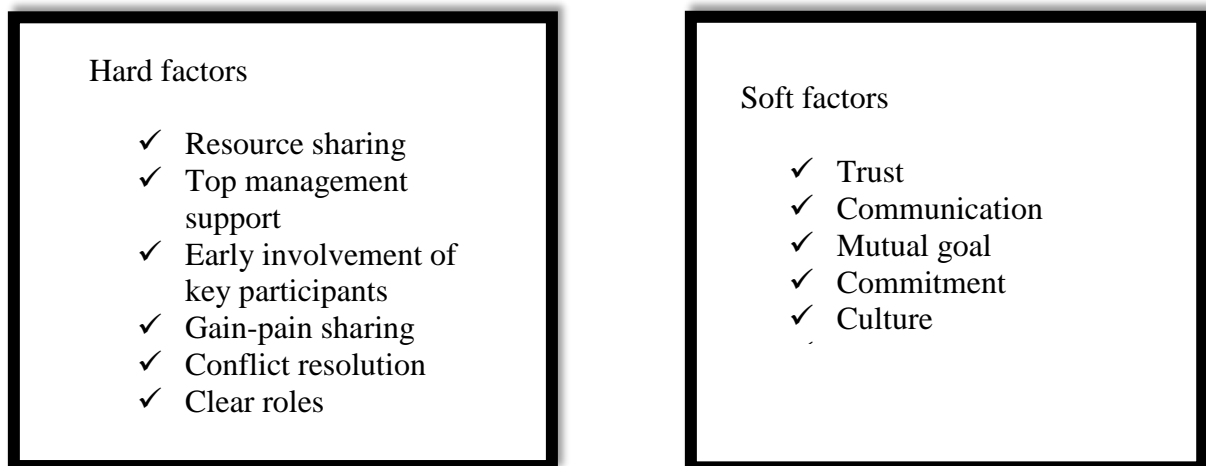 Hard factors
✓ Resource sharing
✓ Top management
support
✓ Early involvement of
key participants
✓ Gain-pain sharing
✓ Conflict resolution
✓ Clear roles
Soft factors
✓ Trust
✓ Communication
✓ Mutual goal
✓ Commitment
✓ Culture